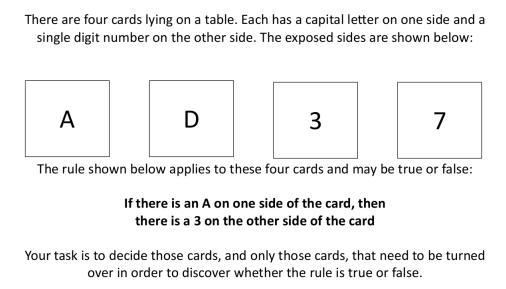 There are four cards lying on a table. Each has a capital letter on one side and a
single digit number on the other side. The exposed sides are shown below:
A D 3 7
The rule shown below applies to these four cards and may be true or false:
If there is an A on one side of the card, then
there is a 3 on the other side of the card
Your task is to decide those cards, and only those cards, that need to be turned
over in order to discover whether the rule is true or false.